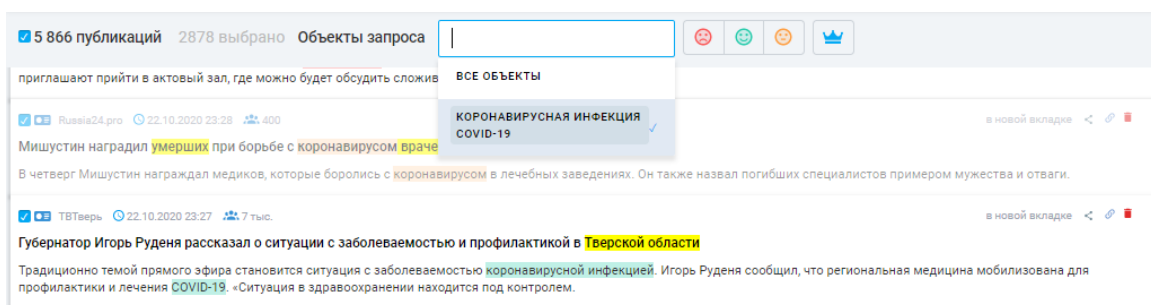 5 866 публикаций 2878 выбрано Объекты запроса
ВСЕ ОБЪЕКТЫ
приглашают прийти в актовый зал, где можно будет обсудить сложив
КОРОНАВИРУСНАЯ ИНФЕКЦИЯ
COVID-19
Russia24.pro 22.10.2020 23:28 400 в новой вкладке
Мишустин наградил умерших при борьбе с коронавирусом враче
В четверг Мишустин награждал медиков, которые боролись с коронавирусом в лечебных заведениях. Он также назвал погибших специалистов примером мужества и отваги.
ТВТверь 22.10.2020 23:27 7 тыс. в новой вкладке
Губернатор Игорь Руденя рассказал о ситуации с заболеваемостью и профилактикой в Тверской области
Традиционно темой прямого эфира становится ситуация с заболеваемостью коронавирусной инфекцией. Игорь Руденя сообщил, что региональная медицина мобилизована для
профилактики и лечения COVID-19. «Ситуация в здравоохранении находится под контролем.